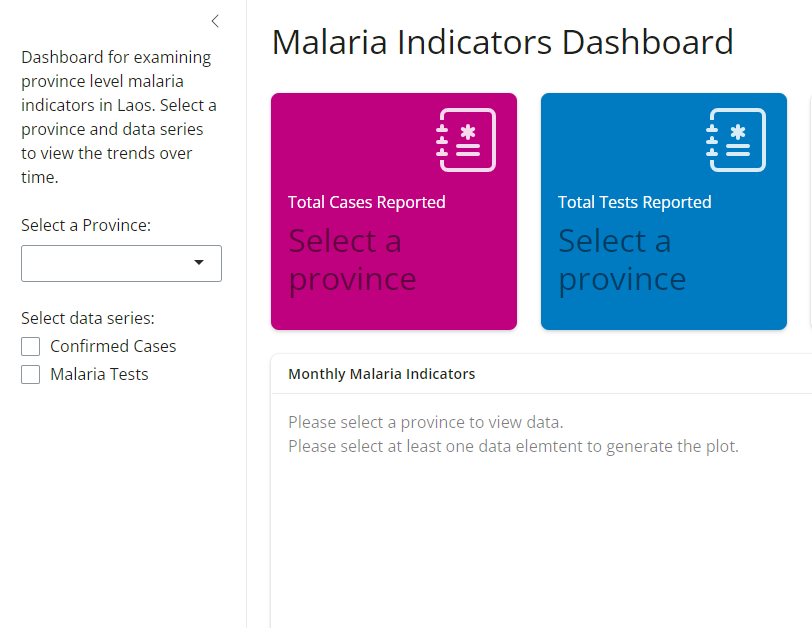 Dashboard for examining
province level malaria
indicators in Laos. Select a
province and data series
to view the trends over
time.
Select a Province:
Select data series:
Confirmed Cases
Malaria Tests
Malaria Indicators Dashboard
Total Cases Reported
Select a
province
Total Tests Reported
Select a
province
Monthly Malaria Indicators
Please select a province to view data.
Please select at least one data elemtent to generate the plot.